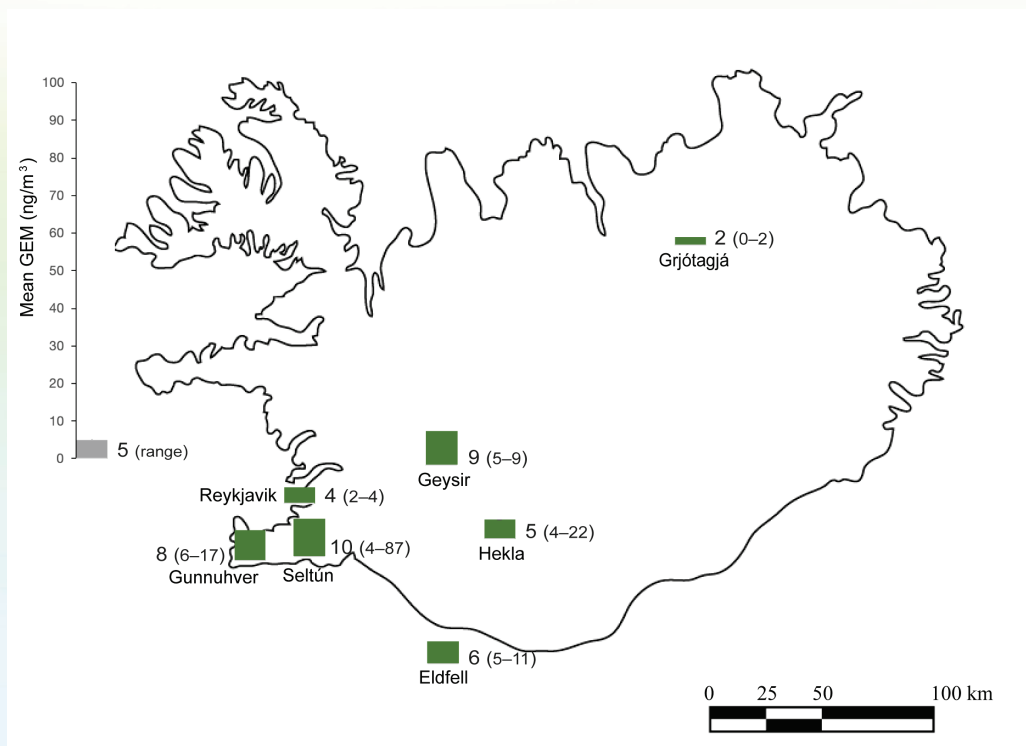 Mean GEM (ng/m³)
100
90
80
70
60
50
40
30
20
10
0
5 (range)
2 (0–2)
Grjótagjá
9 (5–9)
Geysir
Reykjavik
4 (2–4)
8 (6–17)
Gunnuhver
10 (4–87)
Seltún
5 (4–22)
Hekla
6 (5–11)
Eldfell
0 25 50 100 km